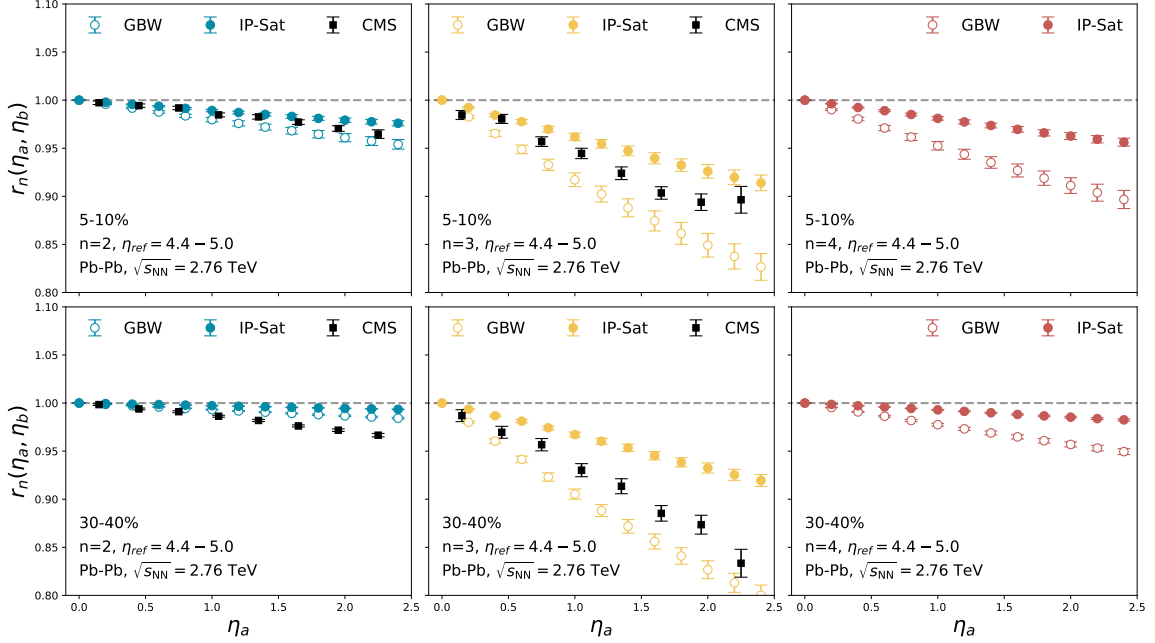 GBW IP-Sat CMS
1.10
1.05
1.00
0.95
0.90
0.85
0.80
r_n(η_a, η_b)
5-10%
n=2, η_ref = 4.4 − 5.0
Pb-Pb, √s_NN = 2.76 TeV
GBW IP-Sat CMS
5-10%
n=3, η_ref = 4.4 − 5.0
Pb-Pb, √s_NN = 2.76 TeV
GBW IP-Sat
5-10%
n=4, η_ref = 4.4 − 5.0
Pb-Pb, √s_NN = 2.76 TeV
GBW IP-Sat CMS
1.10
1.05
1.00
0.95
0.90
0.85
0.80
r_n(η_a, η_b)
30-40%
n=2, η_ref = 4.4 − 5.0
Pb-Pb, √s_NN = 2.76 TeV
0.0 0.5 1.0 1.5 2.0 2.5
η_a
GBW IP-Sat CMS
30-40%
n=3, η_ref = 4.4 − 5.0
Pb-Pb, √s_NN = 2.76 TeV
0.0 0.5 1.0 1.5 2.0 2.5
η_a
GBW IP-Sat
30-40%
n=4, η_ref = 4.4 − 5.0
Pb-Pb, √s_NN = 2.76 TeV
0.0 0.5 1.0 1.5 2.0 2.5
η_a